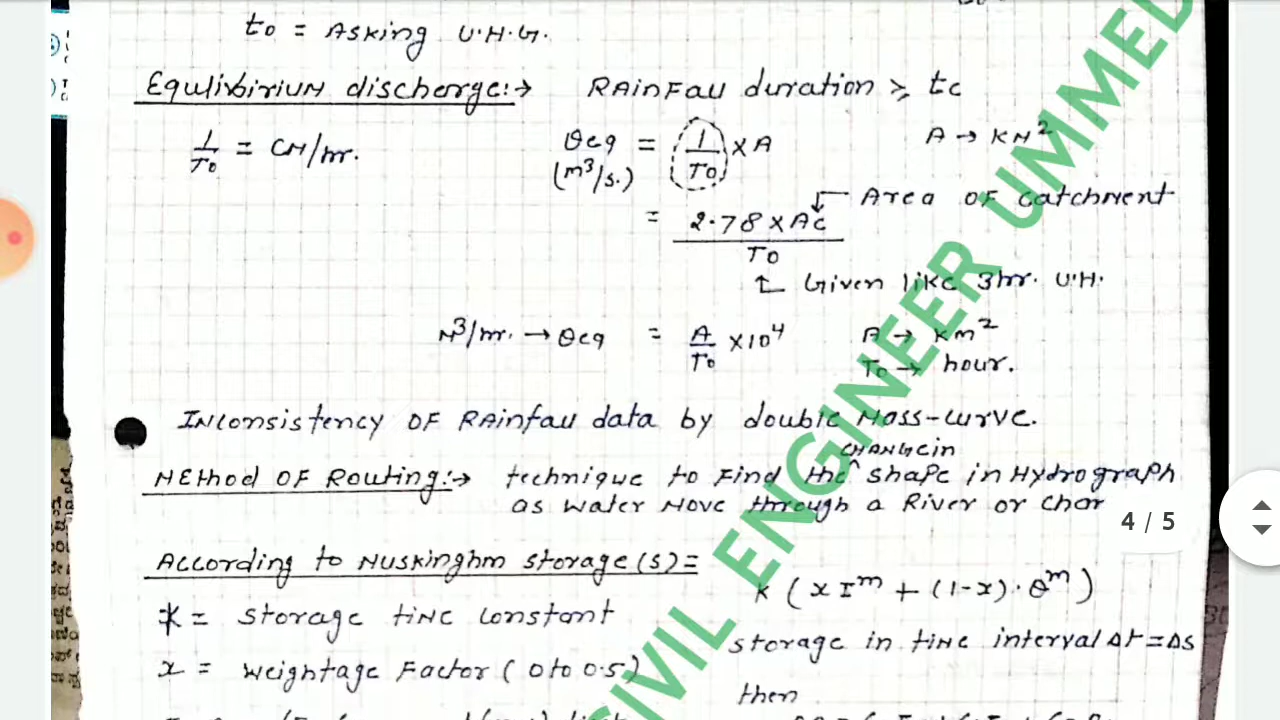 to = Asking U.H.G.
Equlibirium discherge:→ RAinFall duration ≥ tc
1/To = CM/hr.
Qeq = (1/To) × A
(m³/s.)
A → KM²
= 2.78 × Ac / To
Area OF catchment
Given like 3hr. U.H.
M³/hr. → Qeq = A/To × 10⁴
A → Km²
To → hour.
INconsistency OF RAinfall data by double Mass-curve.
METHod OF Routing:→ technique to Find the CHANGE in shape in Hydrograph
as water Move through a River or
4 / 5
According to Muskinghm storage (s) =
K ( x Iᵐ + (1-x) · Qᵐ )
K = storage time constant
x = weightage Factor ( 0 to 0.5)
storage in time interval Δt = Δs
then
CIVIL ENGINEER UMMED